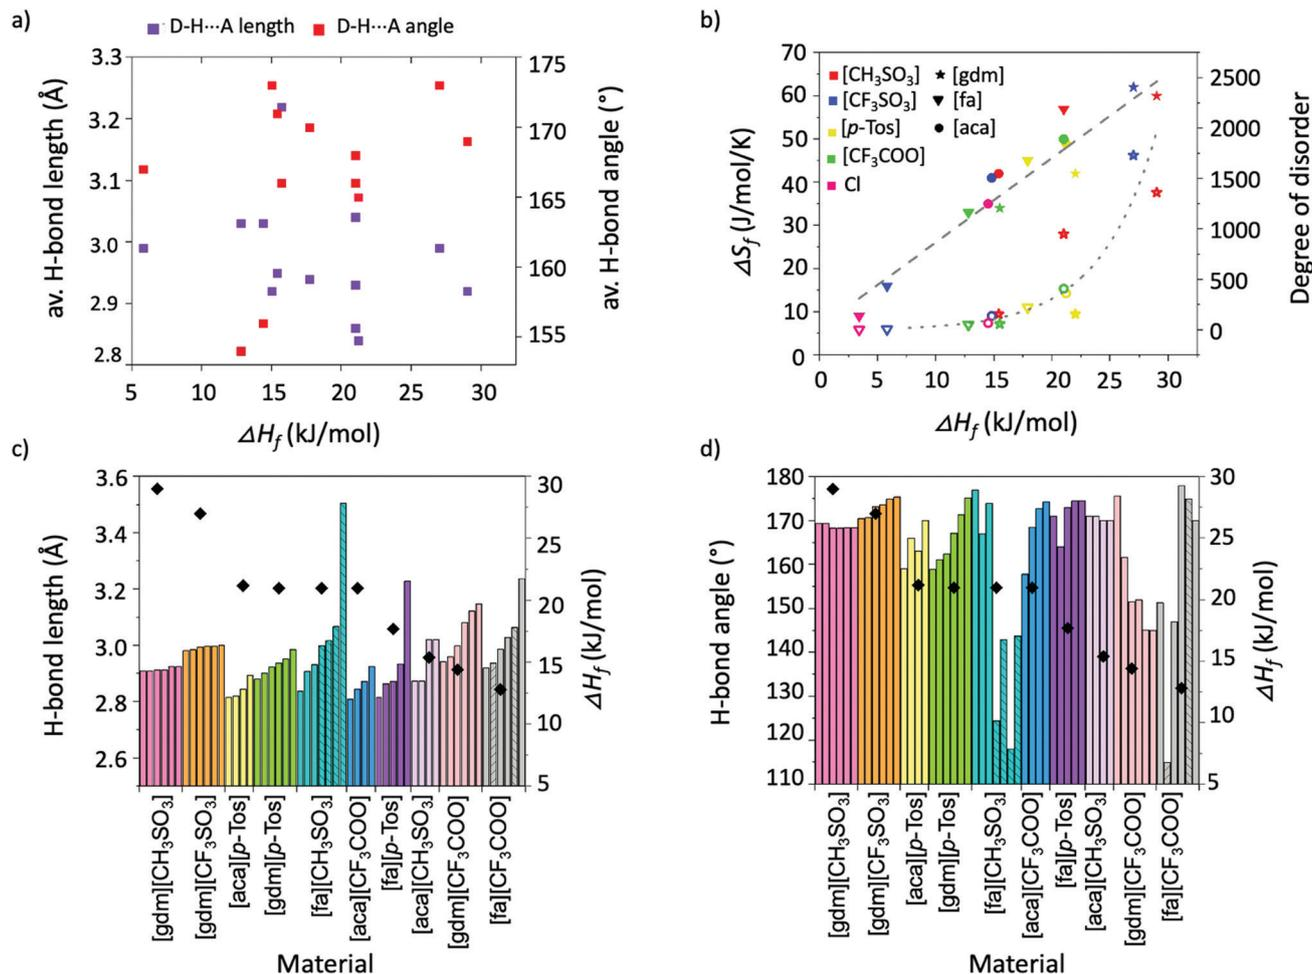 a)
D-H···A length
D-H···A angle
3.3
3.2
3.1
3.0
2.9
2.8
av. H-bond length (Å)
175
170
165
160
155
av. H-bond angle (°)
5 10 15 20 25 30
ΔHf (kJ/mol)
b)
[CH3SO3]
[CF3SO3]
[p-Tos]
[CF3COO]
Cl
[gdm]
[fa]
[aca]
70
60
50
40
30
20
10
0
ΔSf (J/mol/K)
2500
2000
1500
1000
500
0
Degree of disorder
0 5 10 15 20 25 30
ΔHf (kJ/mol)
c)
3.6
3.4
3.2
3.0
2.8
2.6
H-bond length (Å)
30
25
20
15
10
5
ΔHf (kJ/mol)
[gdm][CH3SO3]
[gdm][CF3SO3]
[aca][p-Tos]
[gdm][p-Tos]
[fa][CH3SO3]
[aca][CF3COO]
[fa][p-Tos]
[aca][CH3SO3]
[gdm][CF3COO]
[fa][CF3COO]
Material
d)
180
170
160
150
140
130
120
110
H-bond angle (°)
30
25
20
15
10
5
ΔHf (kJ/mol)
[gdm][CH3SO3]
[gdm][CF3SO3]
[aca][p-Tos]
[gdm][p-Tos]
[fa][CH3SO3]
[aca][CF3COO]
[fa][p-Tos]
[aca][CH3SO3]
[gdm][CF3COO]
[fa][CF3COO]
Material